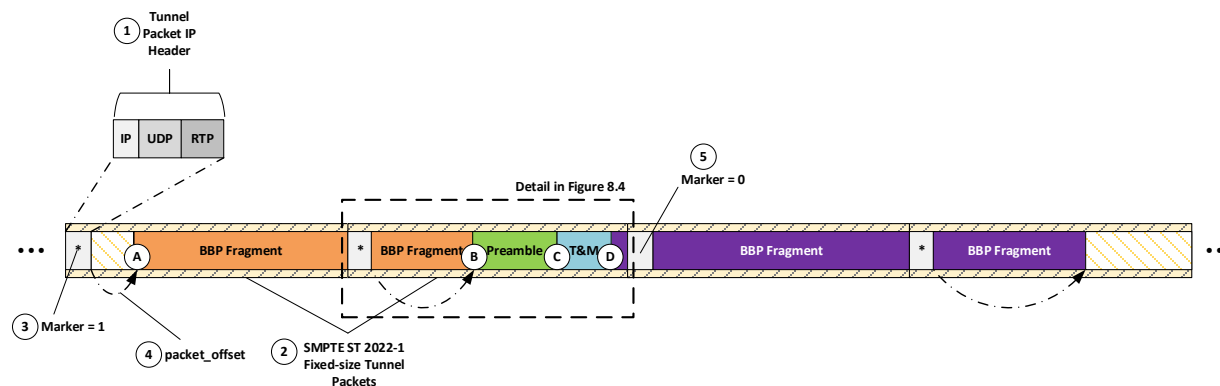 1
Tunnel
Packet IP
Header
IP UDP RTP
5
Marker = 0
Detail in Figure 8.4
•••
*
A
BBP Fragment
*
BBP Fragment
B
Preamble
C
T&M
D
BBP Fragment
*
BBP Fragment
••
3 Marker = 1
4 packet_offset
2 SMPTE ST 2022-1
Fixed-size Tunnel
Packets